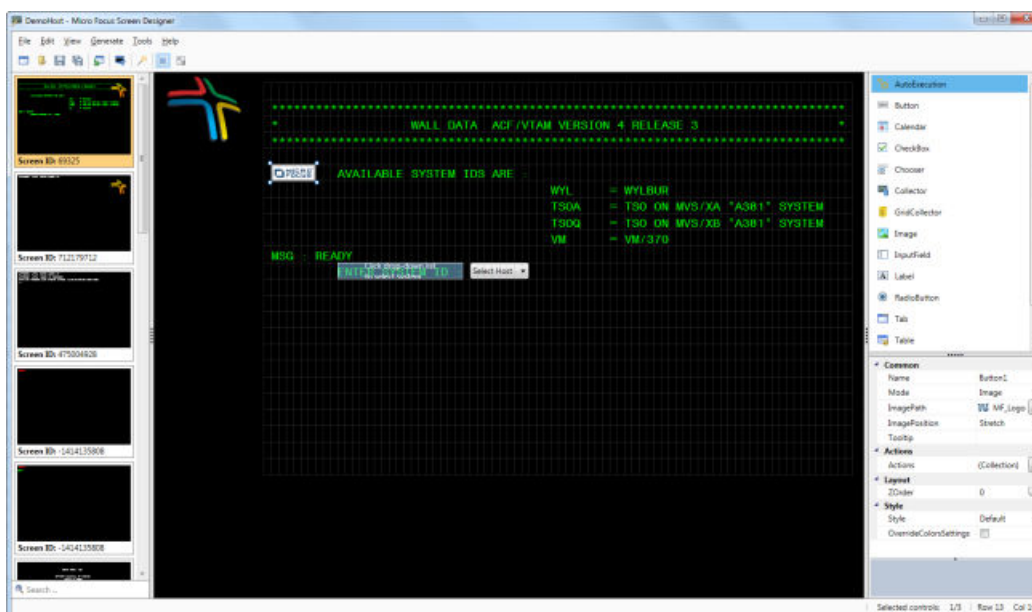 DemoHost - Micro Focus Screen Designer
File Edit View Generate Tools Help
Screen ID: 69325
Screen ID: 712179712
Screen ID: 475004928
Screen ID: -1414135808
Screen ID: -1414135808
Search...
* WALL DATA ACF/VTAM VERSION 4 RELEASE 3 *
AVAILABLE SYSTEM IDS ARE :
WYL = WYLBUR
TSOA = TSO ON MVS/XA "A381" SYSTEM
TSOQ = TSO ON MVS/XB "A381" SYSTEM
VM = VM/370
MSG : READY
ENTER SYSTEM ID
Select Host
AutoExecution
Button
Calendar
CheckBox
Chooser
Collector
GridCollector
Image
InputField
Label
RadioButton
Tab
Table
Common
Name Button1
Mode Image
ImagePath MF_Logo
ImagePosition Stretch
Tooltip
Actions
Actions (Collection)
Layout
ZOrder 0
Style
Style Default
OverrideColorsSettings
Selected controls: 1/3 Row 13 Col